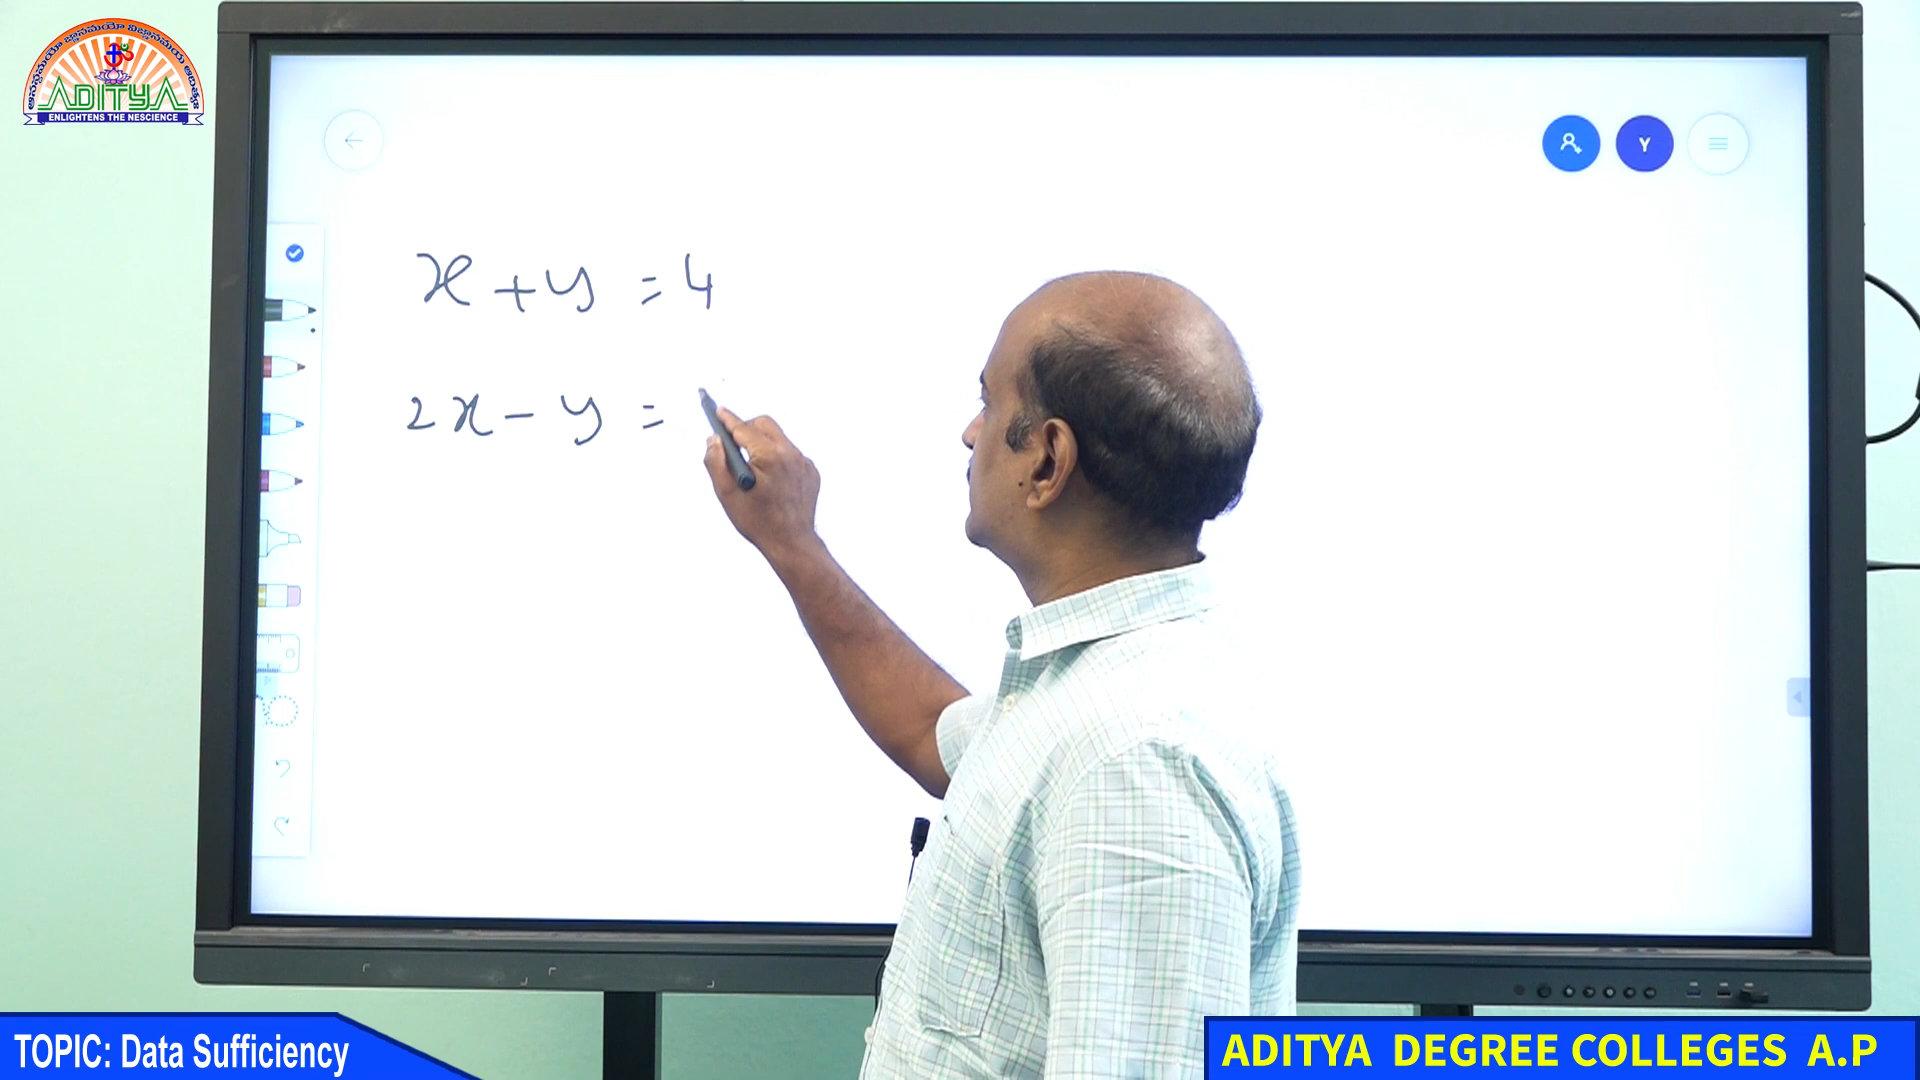 ADITYA
ENLIGHTENS THE NESCIENCE
Y
x + y = 4
2x - y =
TOPIC: Data Sufficiency
ADITYA DEGREE COLLEGES A.P